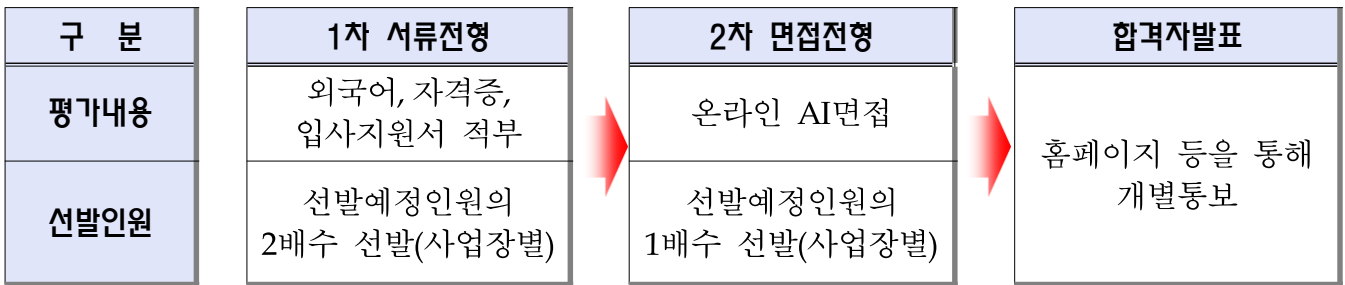 구 분
1차 서류전형
2차 면접전형
합격자발표
평가내용
외국어, 자격증,
입사지원서 적부
온라인 AI면접
홈페이지 등을 통해
개별통보
선발인원
선발예정인원의
2배수 선발(사업장별)
선발예정인원의
1배수 선발(사업장별)